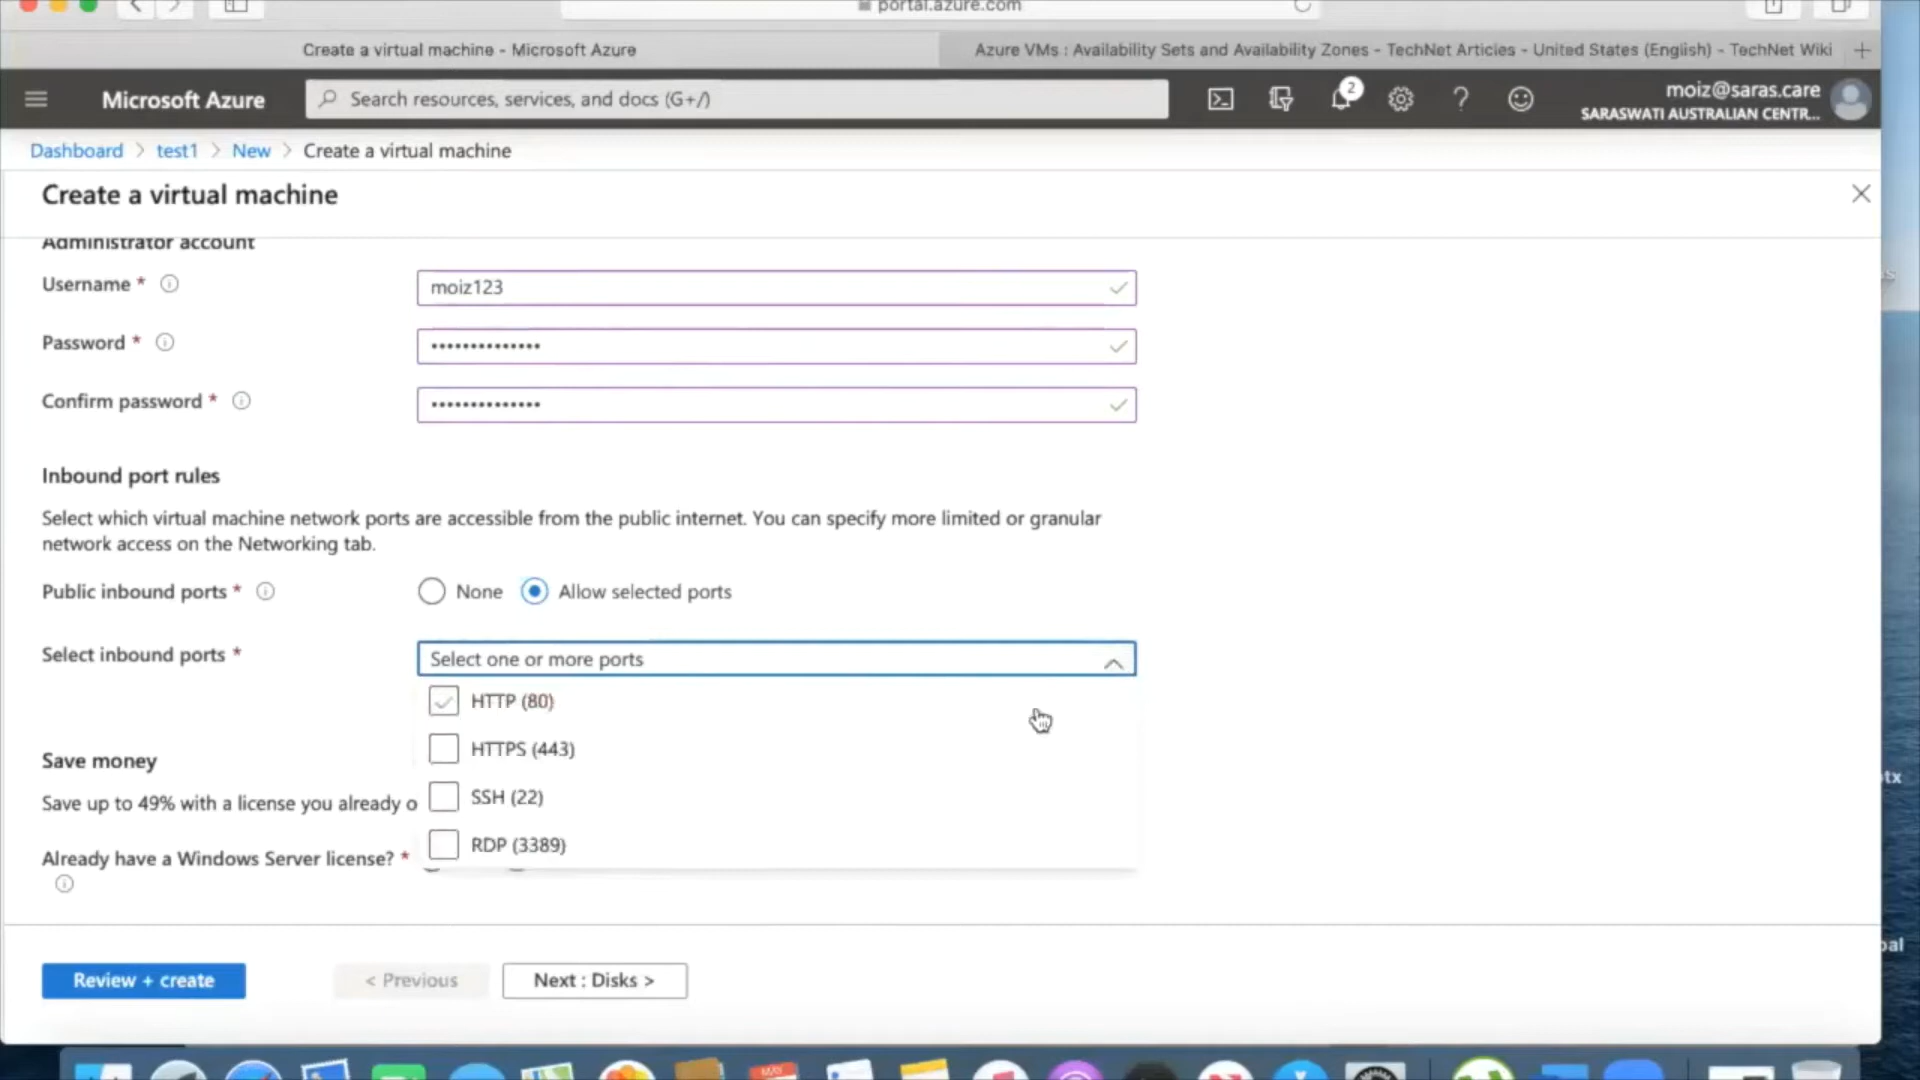 portal.azure.com
Create a virtual machine - Microsoft Azure
Azure VMs : Availability Sets and Availability Zones - TechNet Articles - United States (English) - TechNet Wiki
Microsoft Azure
Search resources, services, and docs (G+/)
2
moiz@saras.care
SARASWATI AUSTRALIAN CENTR...
Dashboard > test1 > New > Create a virtual machine
Create a virtual machine
Administrator account
Username *
moiz123
Password *
••••••••••••••
Confirm password *
••••••••••••••
Inbound port rules
Select which virtual machine network ports are accessible from the public internet. You can specify more limited or granular
network access on the Networking tab.
Public inbound ports *
None
Allow selected ports
Select inbound ports *
Select one or more ports
HTTP (80)
HTTPS (443)
SSH (22)
RDP (3389)
Save money
Save up to 49% with a license you already o
Already have a Windows Server license? *
Review + create
< Previous
Next : Disks >
MAY